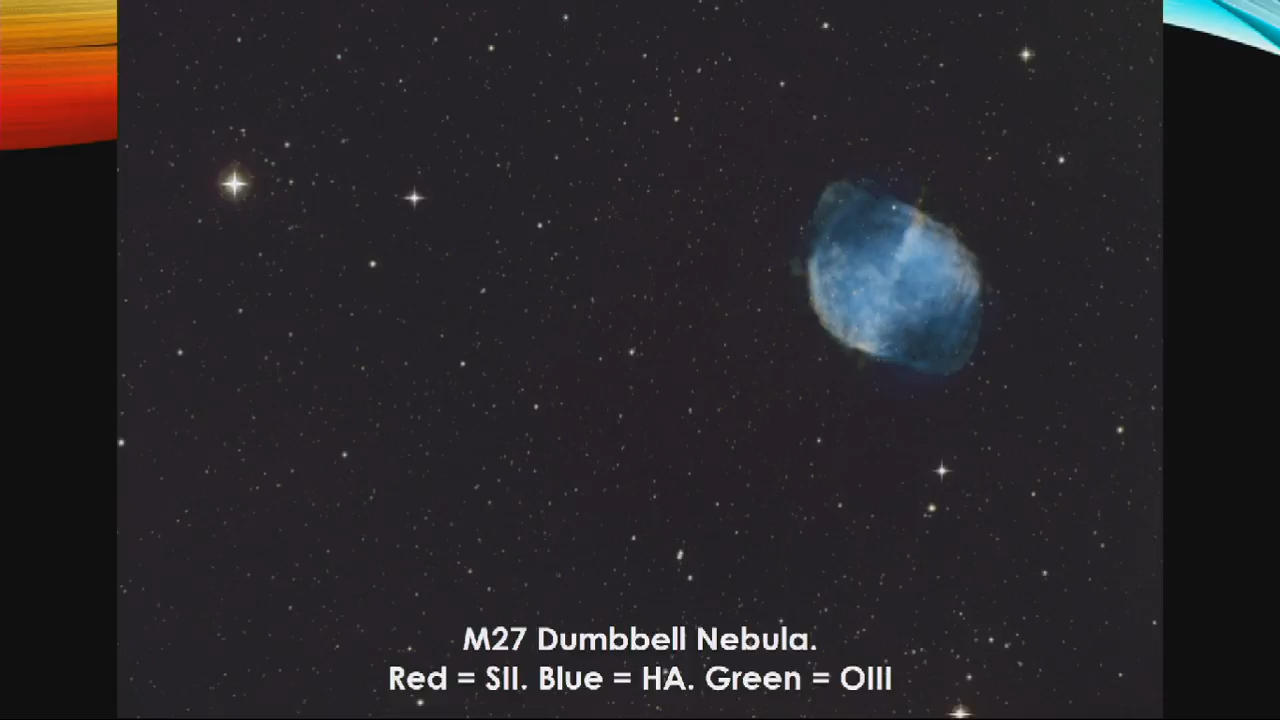 M27 Dumbbell Nebula.
Red = SII. Blue = HA. Green = OIII